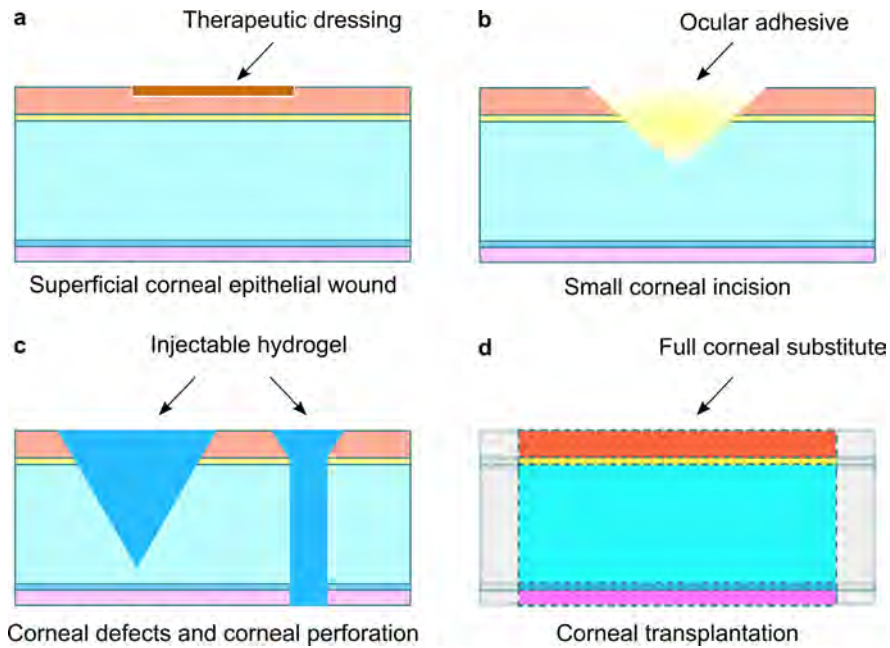 a
Therapeutic dressing
Superficial corneal epithelial wound
b
Ocular adhesive
Small corneal incision
c
Injectable hydrogel
Corneal defects and corneal perforation
d
Full corneal substitute
Corneal transplantation